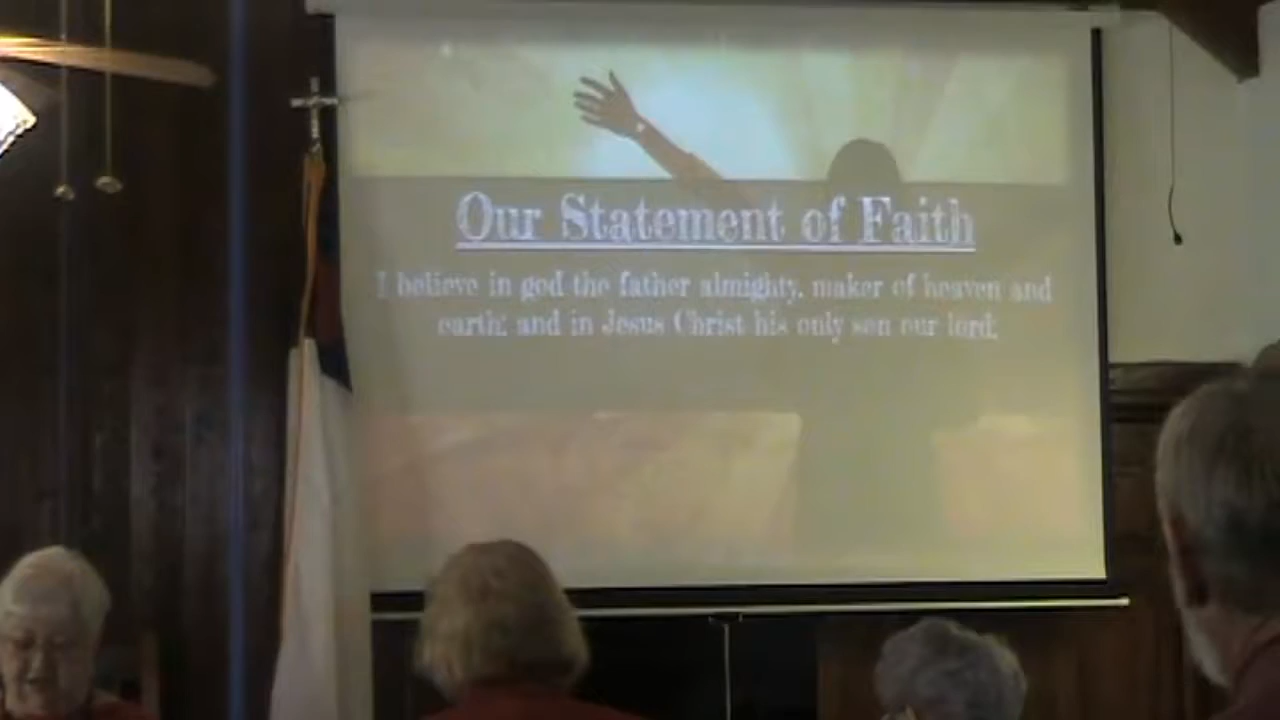 Our Statement of Faith
I believe in god the father almighty, maker of heaven and
earth; and in Jesus Christ his only son our lord;